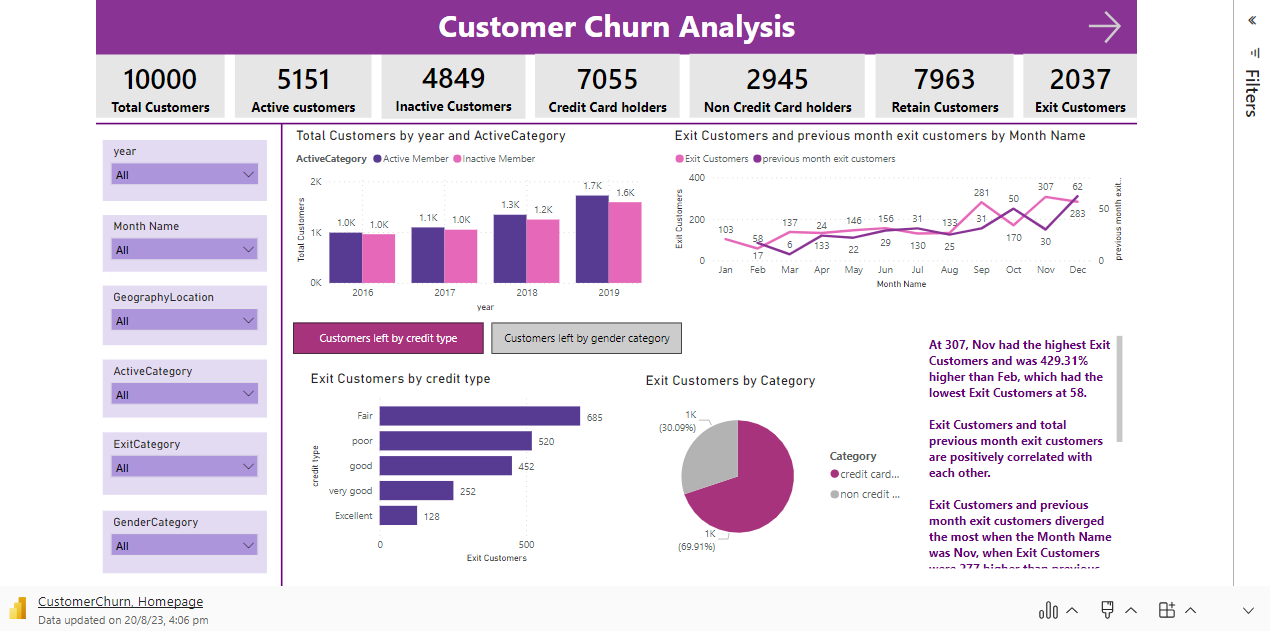 Customer Churn Analysis
10000
Total Customers
5151
Active customers
4849
Inactive Customers
7055
Credit Card holders
2945
Non Credit Card holders
7963
Retain Customers
2037
Exit Customers
Filters
year
All
Month Name
All
GeographyLocation
All
ActiveCategory
All
ExitCategory
All
GenderCategory
All
Total Customers by year and ActiveCategory
ActiveCategory Active Member Inactive Member
Total Customers
2K
1K
0K
1.0K 1.0K 1.1K 1.0K 1.3K 1.2K 1.7K 1.6K
2016 2017 2018 2019
year
Exit Customers and previous month exit customers by Month Name
Exit Customers previous month exit customers
Exit Customers
400
200
0
103 58 137 24 146 156 31 133 281 50 307 62
17 6 133 22 29 130 25 31 170 30 283
50
0
previous month exit...
Jan Feb Mar Apr May Jun Jul Aug Sep Oct Nov Dec
Month Name
Customers left by credit type
Customers left by gender category
Exit Customers by credit type
credit type
Fair 685
poor 520
good 452
very good 252
Excellent 128
0 500
Exit Customers
Exit Customers by Category
1K
(30.09%)
1K
(69.91%)
Category
credit card...
non credit ...
At 307, Nov had the highest Exit
Customers and was 429.31%
higher than Feb, which had the
lowest Exit Customers at 58.
Exit Customers and total
previous month exit customers
are positively correlated with
each other.
Exit Customers and previous
month exit customers diverged
the most when the Month Name
was Nov, when Exit Customers
were 277 higher than previous
CustomerChurn, Homepage
Data updated on 20/8/23, 4:06 pm